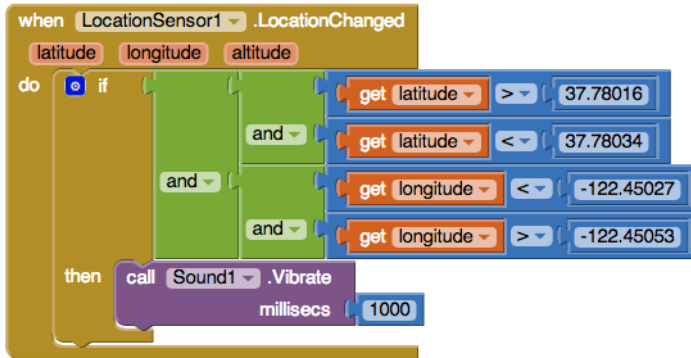 when LocationSensor1 .LocationChanged
latitude longitude altitude
do if get latitude > 37.78016
and get latitude < 37.78034
and get longitude < -122.45027
and get longitude > -122.45053
then call Sound1 .Vibrate
millisecs 1000